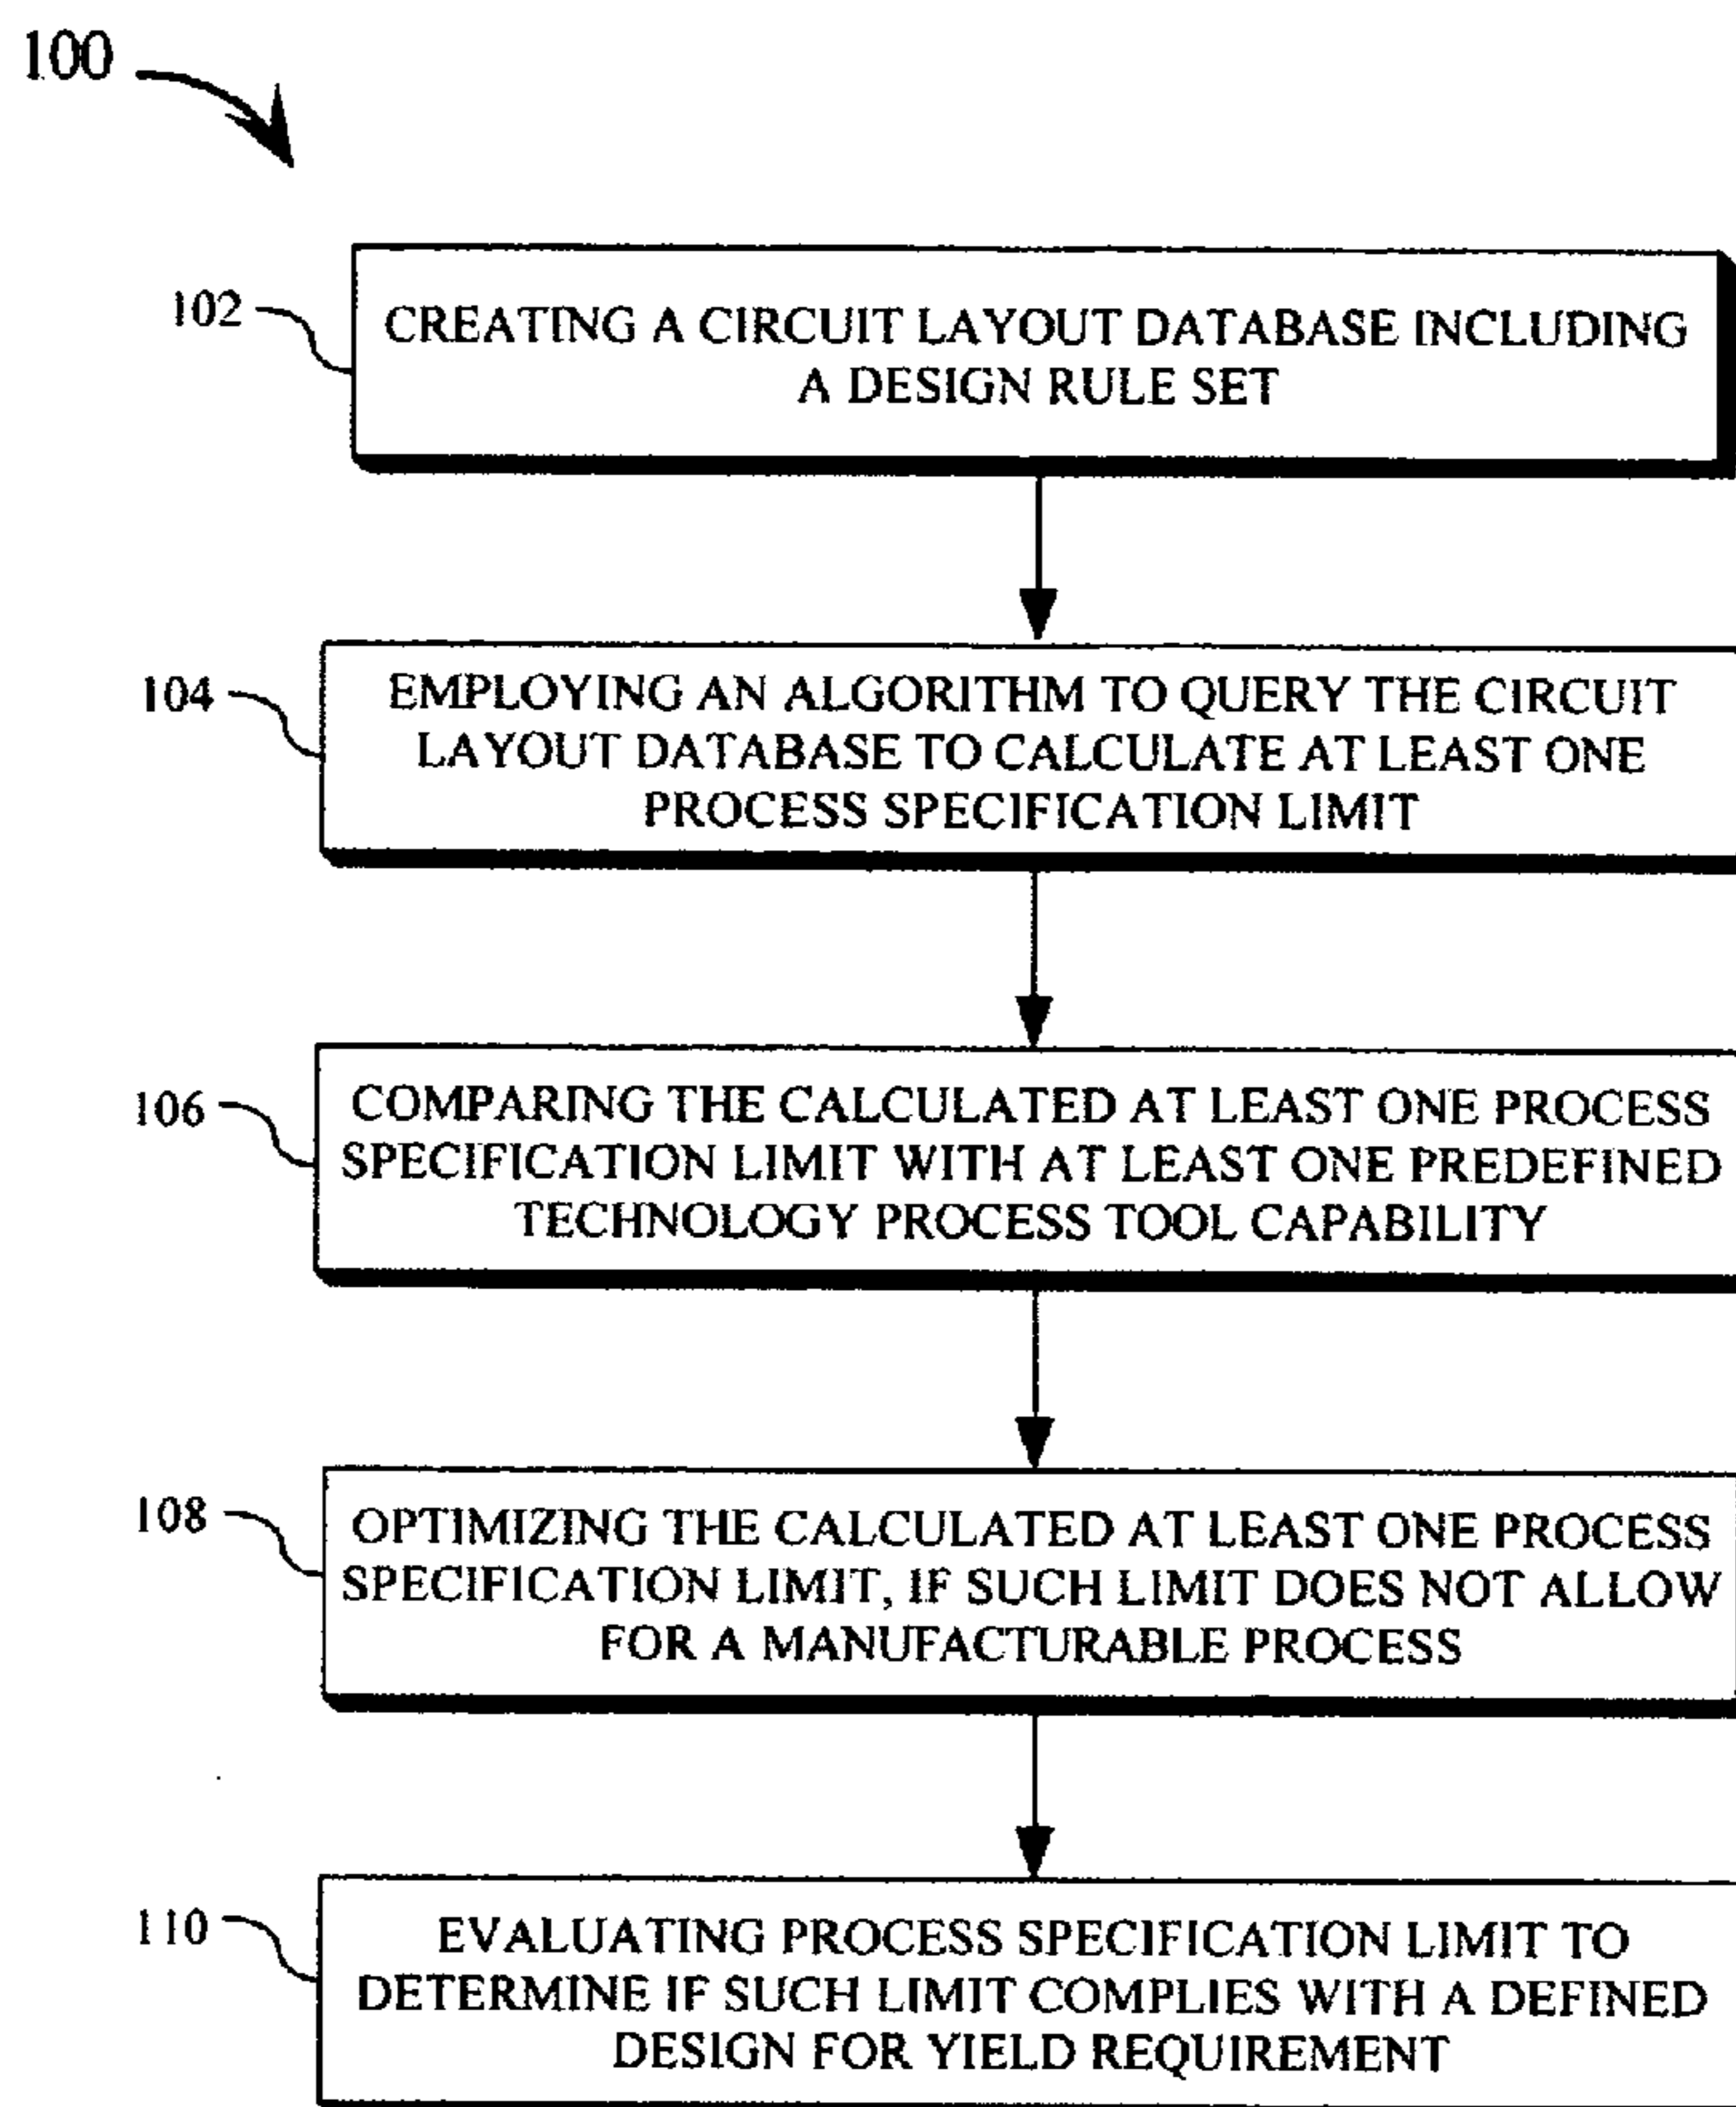 100
102
CREATING A CIRCUIT LAYOUT DATABASE INCLUDING
A DESIGN RULE SET
104
EMPLOYING AN ALGORITHM TO QUERY THE CIRCUIT
LAYOUT DATABASE TO CALCULATE AT LEAST ONE
PROCESS SPECIFICATION LIMIT
106
COMPARING THE CALCULATED AT LEAST ONE PROCESS
SPECIFICATION LIMIT WITH AT LEAST ONE PREDEFINED
TECHNOLOGY PROCESS TOOL CAPABILITY
108
OPTIMIZING THE CALCULATED AT LEAST ONE PROCESS
SPECIFICATION LIMIT, IF SUCH LIMIT DOES NOT ALLOW
FOR A MANUFACTURABLE PROCESS
110
EVALUATING PROCESS SPECIFICATION LIMIT TO
DETERMINE IF SUCH LIMIT COMPLIES WITH A DEFINED
DESIGN FOR YIELD REQUIREMENT